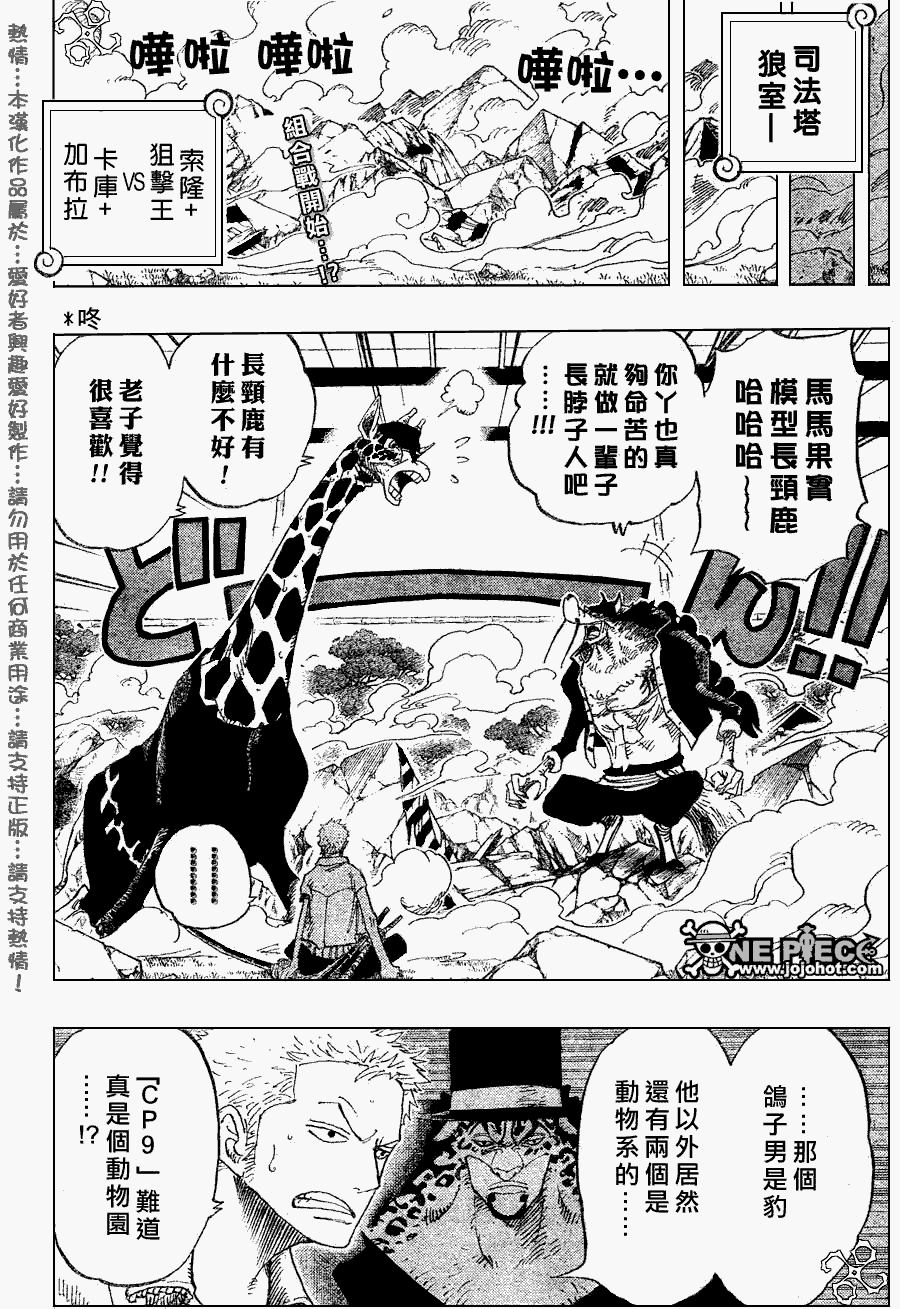 司法塔
狼室—
嘩啦…
嘩啦
嘩啦
組合戰開始…!?
索隆+
狙擊王
VS
卡庫+
加布拉
*咚
馬馬果實
模型長頸鹿
哈哈哈～
你丫也真
夠命苦的
就做一輩子
長脖子人吧
……!!!
長頸鹿有
什麼不好!
老子覺得
很喜歡!!
どーん!!
…………
…………
ONE PIECE
www.jojohot.com
……那個
鴿子男是豹
他以外居然
還有兩個是
動物系的……
「CP9」難道
真是個動物園
……!?
熱情…本漢化作品屬於…愛好者興趣愛好製作…請勿用於任何商業用途…請支持正版…請支持熱情!